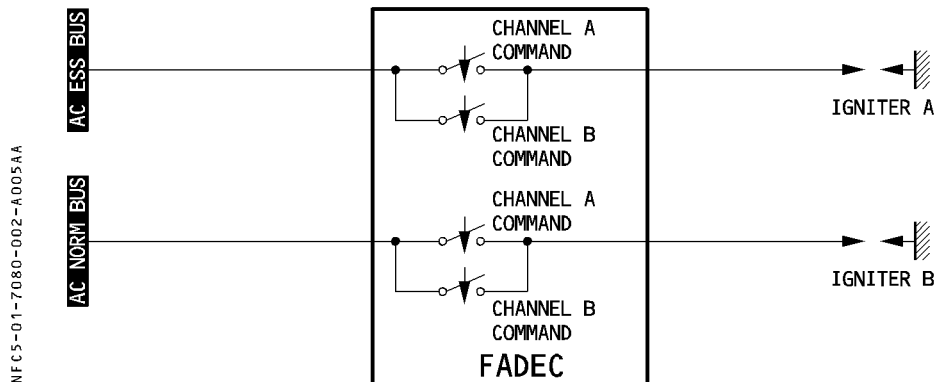 AC ESS BUS
CHANNEL A
COMMAND
CHANNEL B
COMMAND
IGNITER A
AC NORM BUS
CHANNEL A
COMMAND
CHANNEL B
COMMAND
IGNITER B
FADEC
NFC5-01-7080-002-A005AA